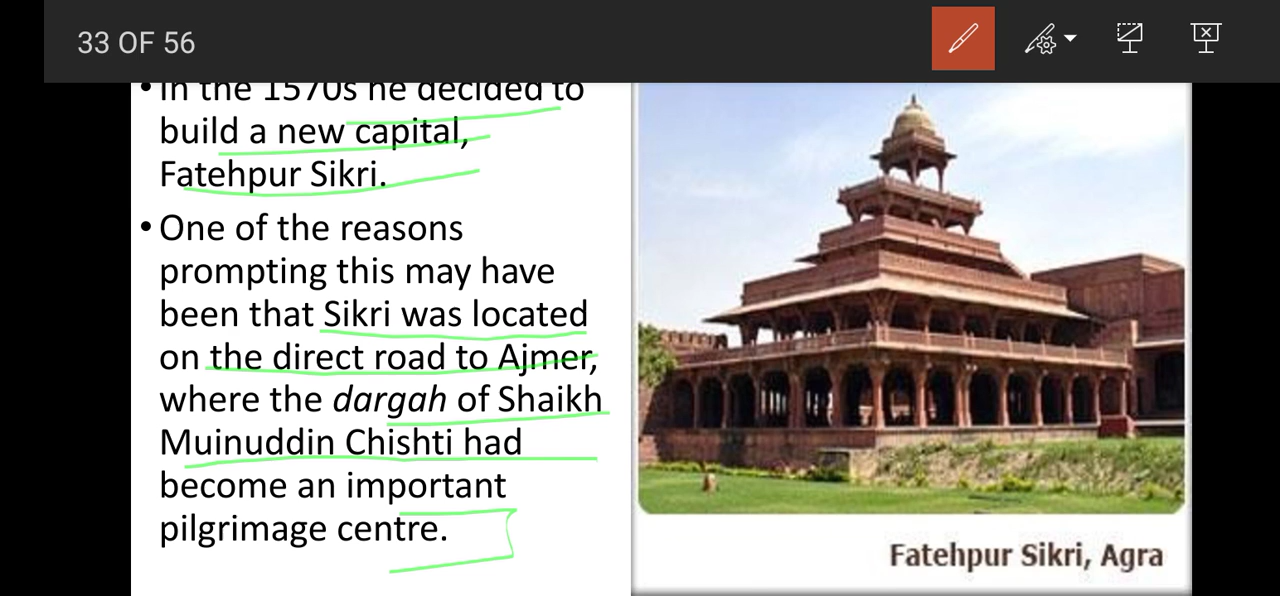 33 OF 56
• In the 1570s he decided to
build a new capital,
Fatehpur Sikri.
• One of the reasons
prompting this may have
been that Sikri was located
on the direct road to Ajmer,
where the dargah of Shaikh
Muinuddin Chishti had
become an important
pilgrimage centre.
Fatehpur Sikri, Agra